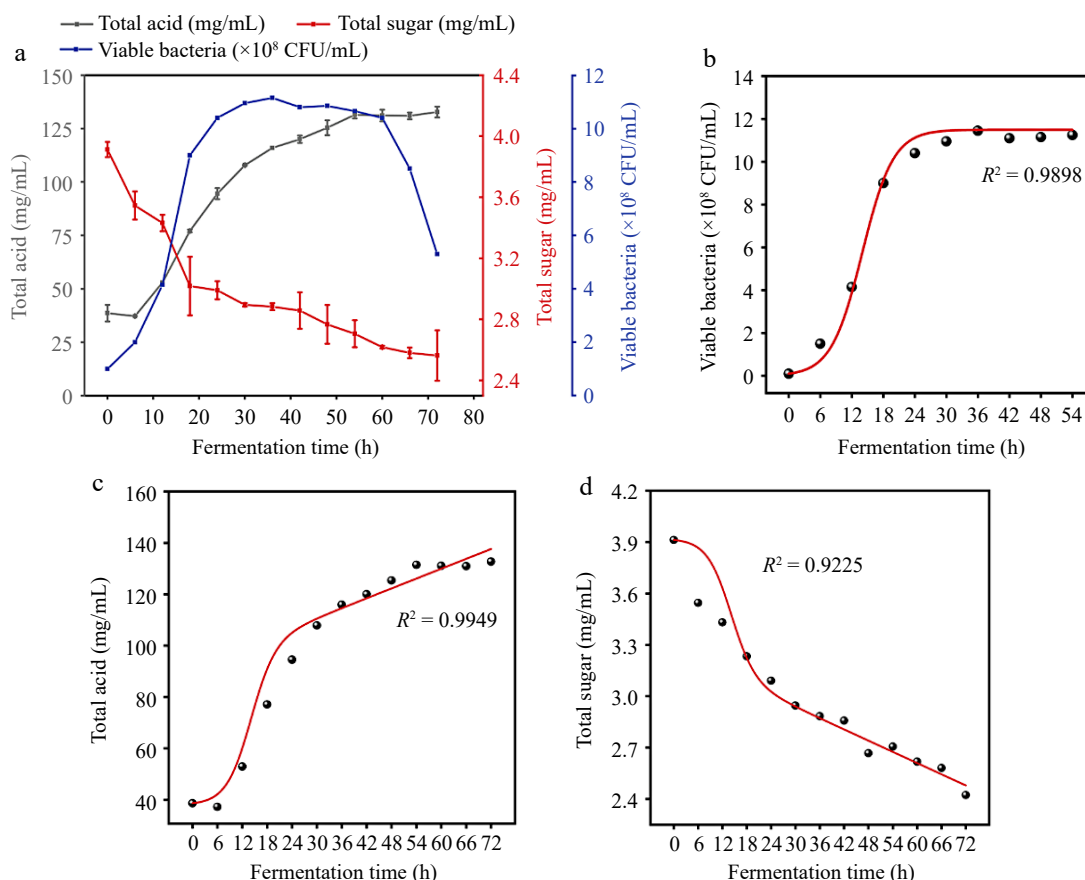 Total acid (mg/mL) Total sugar (mg/mL)
Viable bacteria (×10⁸ CFU/mL)
a
150
125
100
75
50
25
0
Total acid (mg/mL)
4.4
4.0
3.6
3.2
2.8
2.4
Total sugar (mg/mL)
12
10
8
6
4
2
0
Viable bacteria (×10⁸ CFU/mL)
0 10 20 30 40 50 60 70 80
Fermentation time (h)
b
14
12
10
8
6
4
2
0
Viable bacteria (×10⁸ CFU/mL)
R² = 0.9898
0 6 12 18 24 30 36 42 48 54
Fermentation time (h)
c
160
140
120
100
80
60
40
Total acid (mg/mL)
R² = 0.9949
0 6 12 18 24 30 36 42 48 54 60 66 72
Fermentation time (h)
d
4.2
3.9
3.6
3.3
3.0
2.7
2.4
Total sugar (mg/mL)
R² = 0.9225
0 6 12 18 24 30 36 42 48 54 60 66 72
Fermentation time (h)